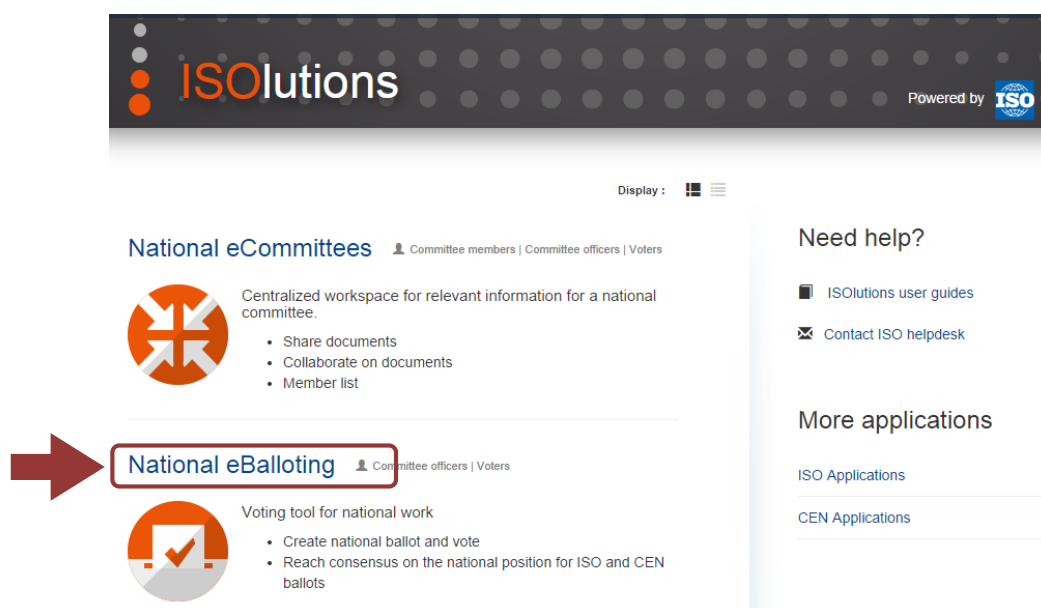 ISOlutions
Powered by ISO
Display :
National eCommittees Committee members | Committee officers | Voters
Centralized workspace for relevant information for a national
committee.
• Share documents
• Collaborate on documents
• Member list
National eBalloting Committee officers | Voters
Voting tool for national work
• Create national ballot and vote
• Reach consensus on the national position for ISO and CEN
ballots
Need help?
ISOlutions user guides
Contact ISO helpdesk
More applications
ISO Applications
CEN Applications